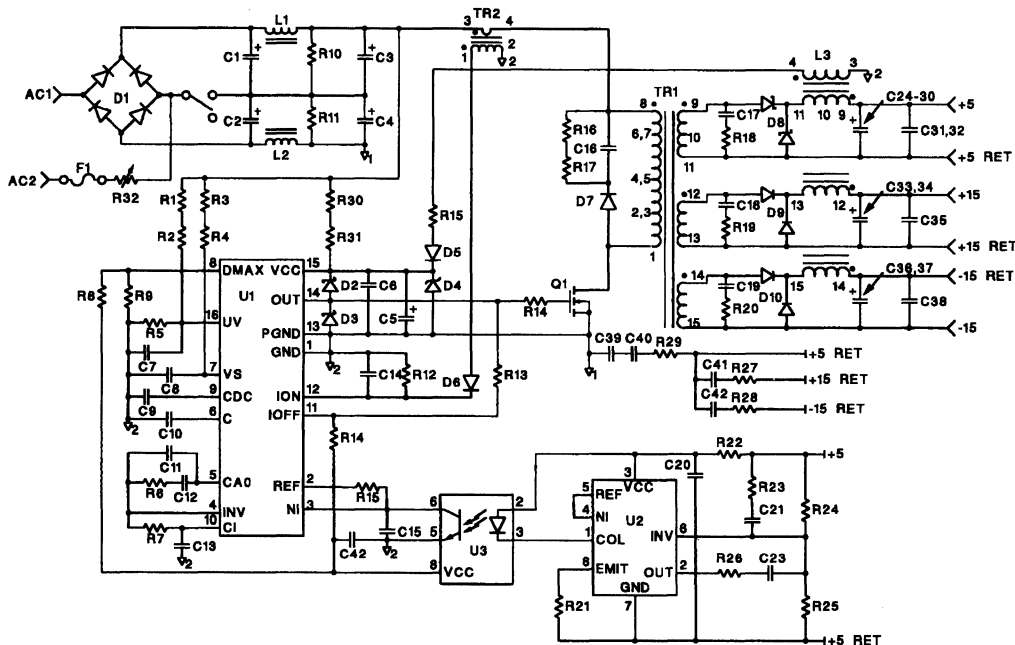 TR2
L1
3 4
1 2
2
C1 + R10 + C3
L3
4 3
2
AC1 D1
C2 + R11 + C4
L2
1
TR1
8 9
11 10 9
C24-30
+5
C17 D8
R18
+ C31,32
R16
C16
R17
6,7
10
11
+5 RET
AC2 F1
R32
R1 R3 R30
R15
4,5
D7
12 C18 D9 13 12
C33,34
+15
R2 R4 R31
2,3
R19
+ C35
D5
1
13
+15 RET
R8 R9
8 DMAX VCC 15
U1
D2 C6 D4
14 C19 D10 15 14
C36,37
-15 RET
OUT 14
Q1
R14
R20
+ C38
R5 16 UV
D3 C5 +
15
-15
PGND 13
C7
GND 1
2
C39 C40 R29
+5 RET
C8 7 VS
C14 R12 D6 R13
1
C41 R27
+15 RET
9 CDC
ION 12
C9
C42 R28
-15 RET
6 C
IOFF 11
2
C10
R14
R22
+5
C11
C20
3
VCC
R6 C12 5 CAO
REF 2
R15
5 REF
R23
4 INV
Ni 3
6 2
4 NI U2
C21
R24
R7 10 CI
C42 C15
2
5 3
1 COL
INV 6
C13
2
U3
8 VCC
8 EMIT
OUT 2
R26 C23
GND
7
R21
R25
+5 RET